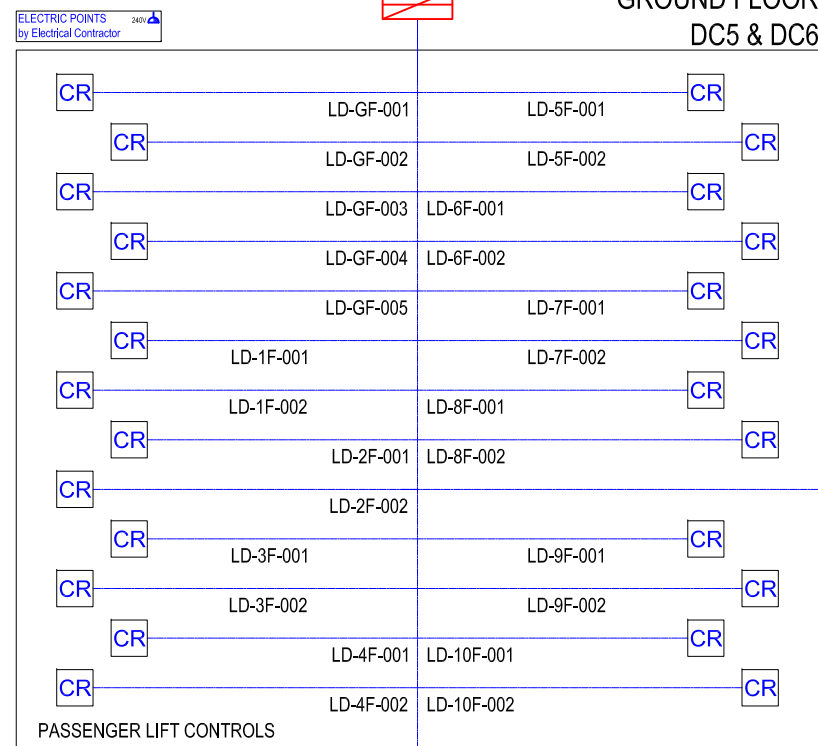 GROUND FLOOR
DC5 & DC6
ELECTRIC POINTS 240V
by Electrical Contractor
CR LD-GF-001 LD-5F-001 CR
CR LD-GF-002 LD-5F-002 CR
CR LD-GF-003 LD-6F-001 CR
CR LD-GF-004 LD-6F-002 CR
CR LD-GF-005 LD-7F-001 CR
CR LD-1F-001 LD-7F-002 CR
CR LD-1F-002 LD-8F-001 CR
CR LD-2F-001 LD-8F-002 CR
CR LD-2F-002
CR LD-3F-001 LD-9F-001 CR
CR LD-3F-002 LD-9F-002 CR
CR LD-4F-001 LD-10F-001 CR
CR LD-4F-002 LD-10F-002 CR
PASSENGER LIFT CONTROLS